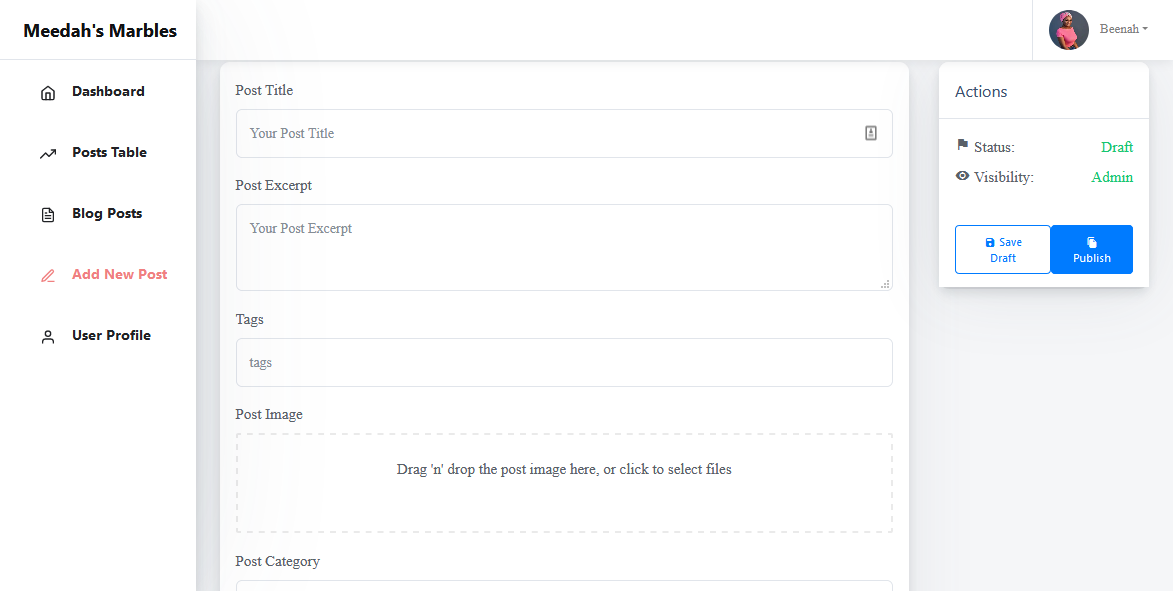 Meedah's Marbles
Beenah
Dashboard
Posts Table
Blog Posts
Add New Post
User Profile
Post Title
Your Post Title
Post Excerpt
Your Post Excerpt
Tags
tags
Post Image
Drag 'n' drop the post image here, or click to select files
Post Category
Actions
Status: Draft
Visibility: Admin
Save
Draft
Publish